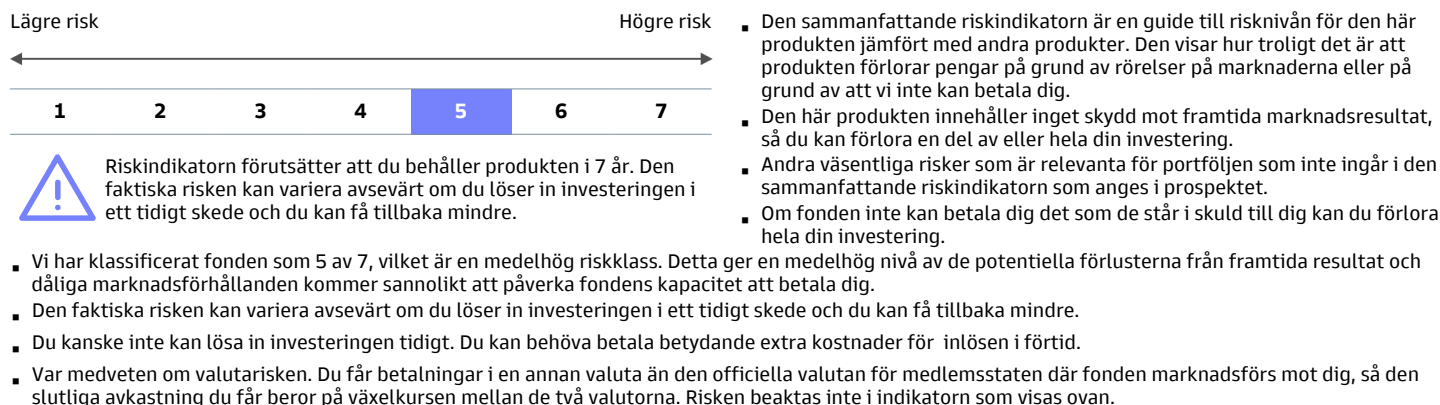 Lägre risk Högre risk
1 2 3 4 5 6 7
Riskindikatorn förutsätter att du behåller produkten i 7 år. Den
faktiska risken kan variera avsevärt om du löser in investeringen i
ett tidigt skede och du kan få tillbaka mindre.
▪ Den sammanfattande riskindikatorn är en guide till risknivån för den här
produkten jämfört med andra produkter. Den visar hur troligt det är att
produkten förlorar pengar på grund av rörelser på marknaderna eller på
grund av att vi inte kan betala dig.
▪ Den här produkten innehåller inget skydd mot framtida marknadsresultat,
så du kan förlora en del av eller hela din investering.
▪ Andra väsentliga risker som är relevanta för portföljen som inte ingår i den
sammanfattande riskindikatorn som anges i prospektet.
▪ Om fonden inte kan betala dig det som de står i skuld till dig kan du förlora
hela din investering.
▪ Vi har klassificerat fonden som 5 av 7, vilket är en medelhög riskklass. Detta ger en medelhög nivå av de potentiella förlusterna från framtida resultat och
dåliga marknadsförhållanden kommer sannolikt att påverka fondens kapacitet att betala dig.
▪ Den faktiska risken kan variera avsevärt om du löser in investeringen i ett tidigt skede och du kan få tillbaka mindre.
▪ Du kanske inte kan lösa in investeringen tidigt. Du kan behöva betala betydande extra kostnader för inlösen i förtid.
▪ Var medveten om valutarisken. Du får betalningar i en annan valuta än den officiella valutan för medlemsstaten där fonden marknadsförs mot dig, så den
slutliga avkastning du får beror på växelkursen mellan de två valutorna. Risken beaktas inte i indikatorn som visas ovan.